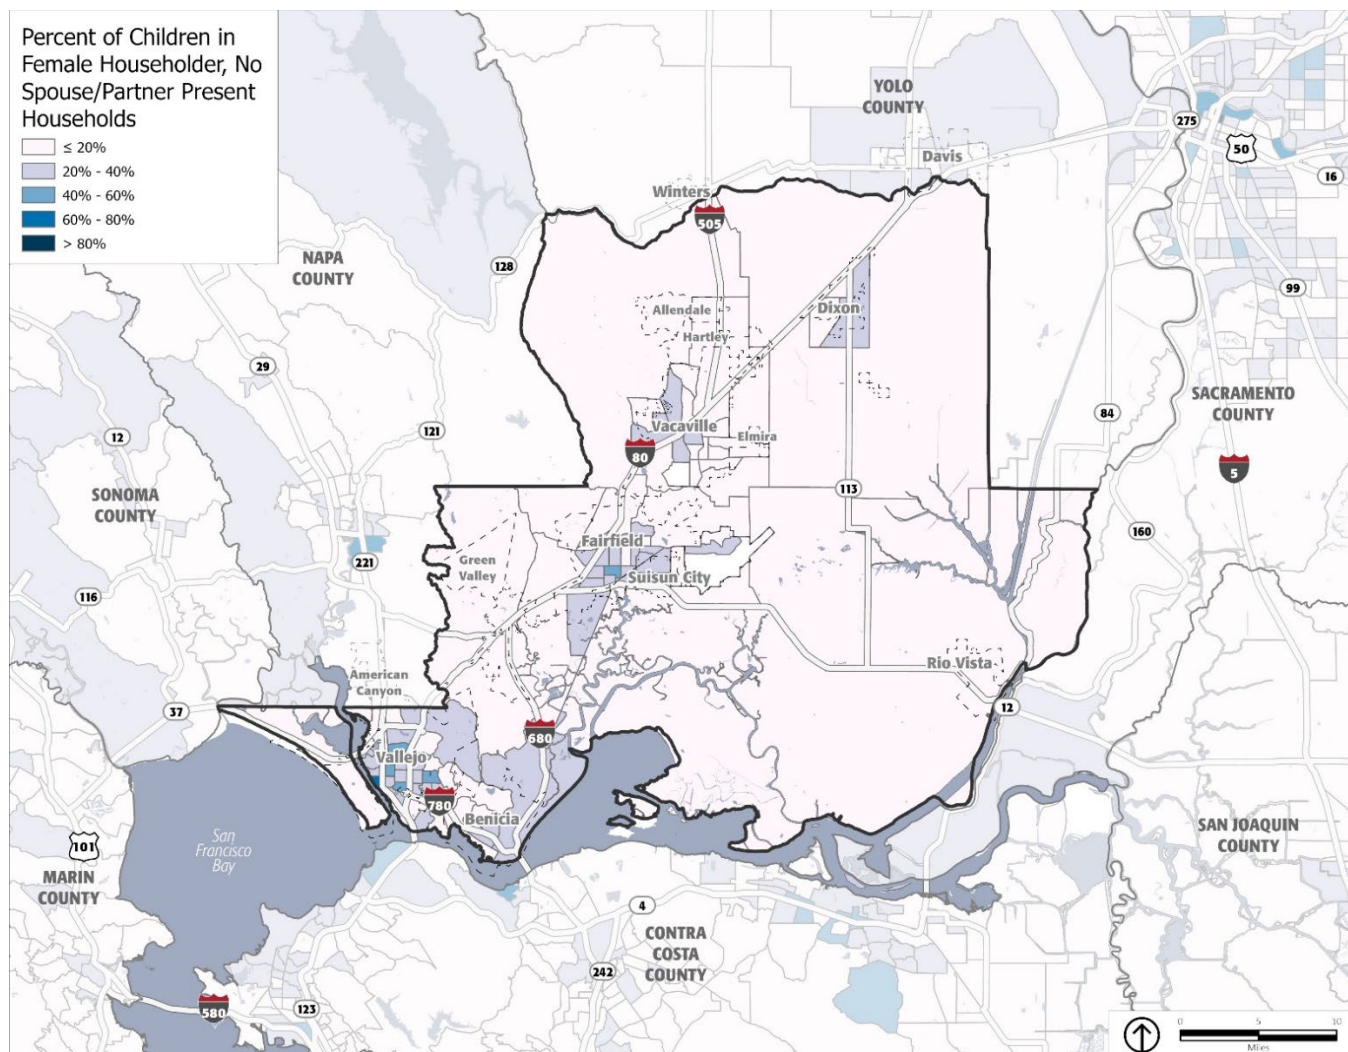 Percent of Children in
Female Householder, No
Spouse/Partner Present
Households
≤ 20%
20% - 40%
40% - 60%
60% - 80%
> 80%
YOLO
COUNTY
275
50
Davis
16
Winters
505
NAPA
COUNTY
128
99
Allendale
Dixon
Hartley
29
SACRAMENTO
COUNTY
84
12
121
Vacaville
Elmira
80
5
SONOMA
COUNTY
113
160
Fairfield
221
Green
Valley
Suisun City
116
Rio Vista
American
Canyon
37
12
680
Vallejo
780
Benicia
San
Francisco
Bay
101
MARIN
COUNTY
SAN JOAQUIN
COUNTY
4
CONTRA
COSTA
COUNTY
242
580
123
0
5
10
Miles